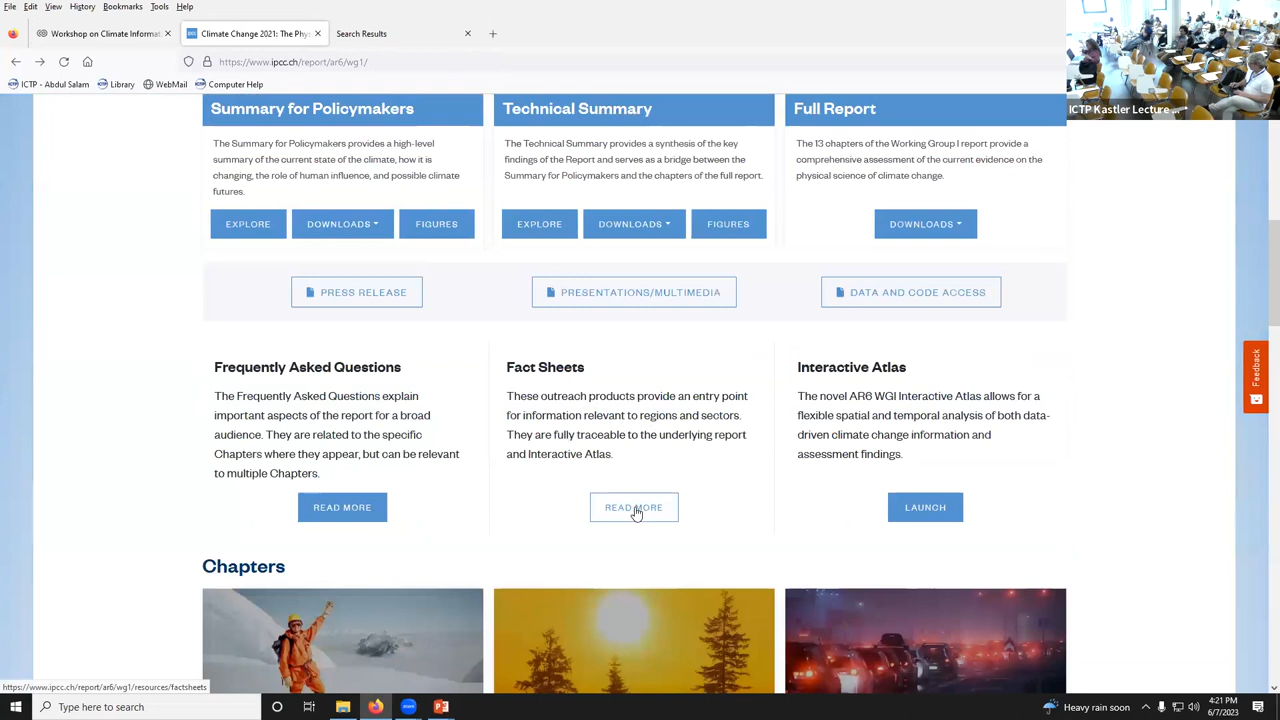 File Edit View History Bookmarks Tools Help
Workshop on Climate Informat
Climate Change 2021: The Phys
Search Results
https://www.ipcc.ch/report/ar6/wg1/
ICTP - Abdul Salam
Library
WebMail
Computer Help
ICTP Kastler Lecture ...
Summary for Policymakers
The Summary for Policymakers provides a high-level
summary of the current state of the climate, how it is
changing, the role of human influence, and possible climate
futures.
EXPLORE
DOWNLOADS
FIGURES
Technical Summary
The Technical Summary provides a synthesis of the key
findings of the Report and serves as a bridge between the
Summary for Policymakers and the chapters of the full report.
EXPLORE
DOWNLOADS
FIGURES
Full Report
The 13 chapters of the Working Group I report provide a
comprehensive assessment of the current evidence on the
physical science of climate change.
DOWNLOADS
PRESS RELEASE
PRESENTATIONS/MULTIMEDIA
DATA AND CODE ACCESS
Frequently Asked Questions
The Frequently Asked Questions explain
important aspects of the report for a broad
audience. They are related to the specific
Chapters where they appear, but can be relevant
to multiple Chapters.
READ MORE
Fact Sheets
These outreach products provide an entry point
for information relevant to regions and sectors.
They are fully traceable to the underlying report
and Interactive Atlas.
READ MORE
Interactive Atlas
The novel AR6 WGI Interactive Atlas allows for a
flexible spatial and temporal analysis of both data-
driven climate change information and
assessment findings.
LAUNCH
Feedback
Chapters
https://www.ipcc.ch/report/ar6/wg1/resources/factsheets
Type here to search
zoom
Heavy rain soon
4:21 PM
6/7/2023